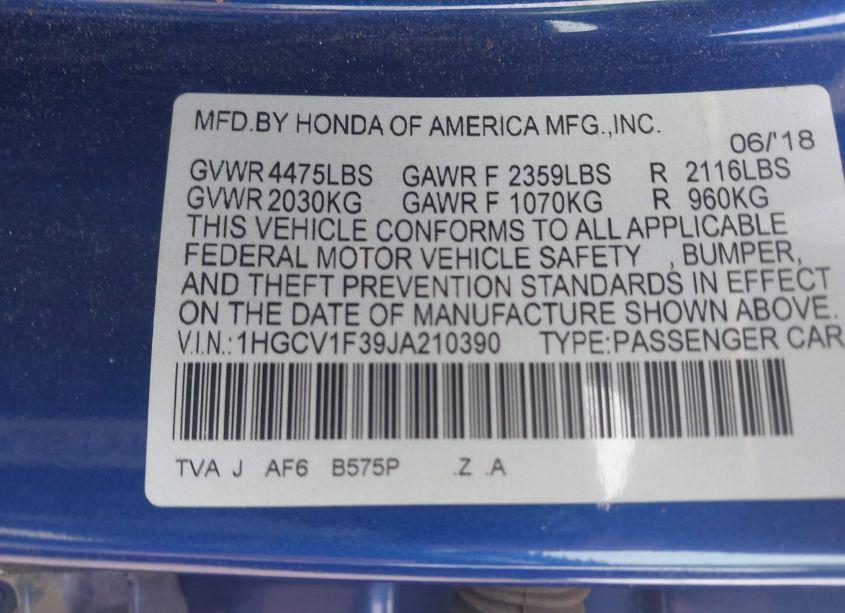 MFD.BY HONDA OF AMERICA MFG.,INC.
06/'18
GVWR 4475LBS GAWR F 2359LBS R 2116LBS
GVWR 2030KG GAWR F 1070KG R 960KG
THIS VEHICLE CONFORMS TO ALL APPLICABLE
FEDERAL MOTOR VEHICLE SAFETY , BUMPER,
AND THEFT PREVENTION STANDARDS IN EFFECT
ON THE DATE OF MANUFACTURE SHOWN ABOVE.
V.I.N.:1HGCV1F39JA210390 TYPE:PASSENGER CAR
TVA J AF6 B575P .Z .A